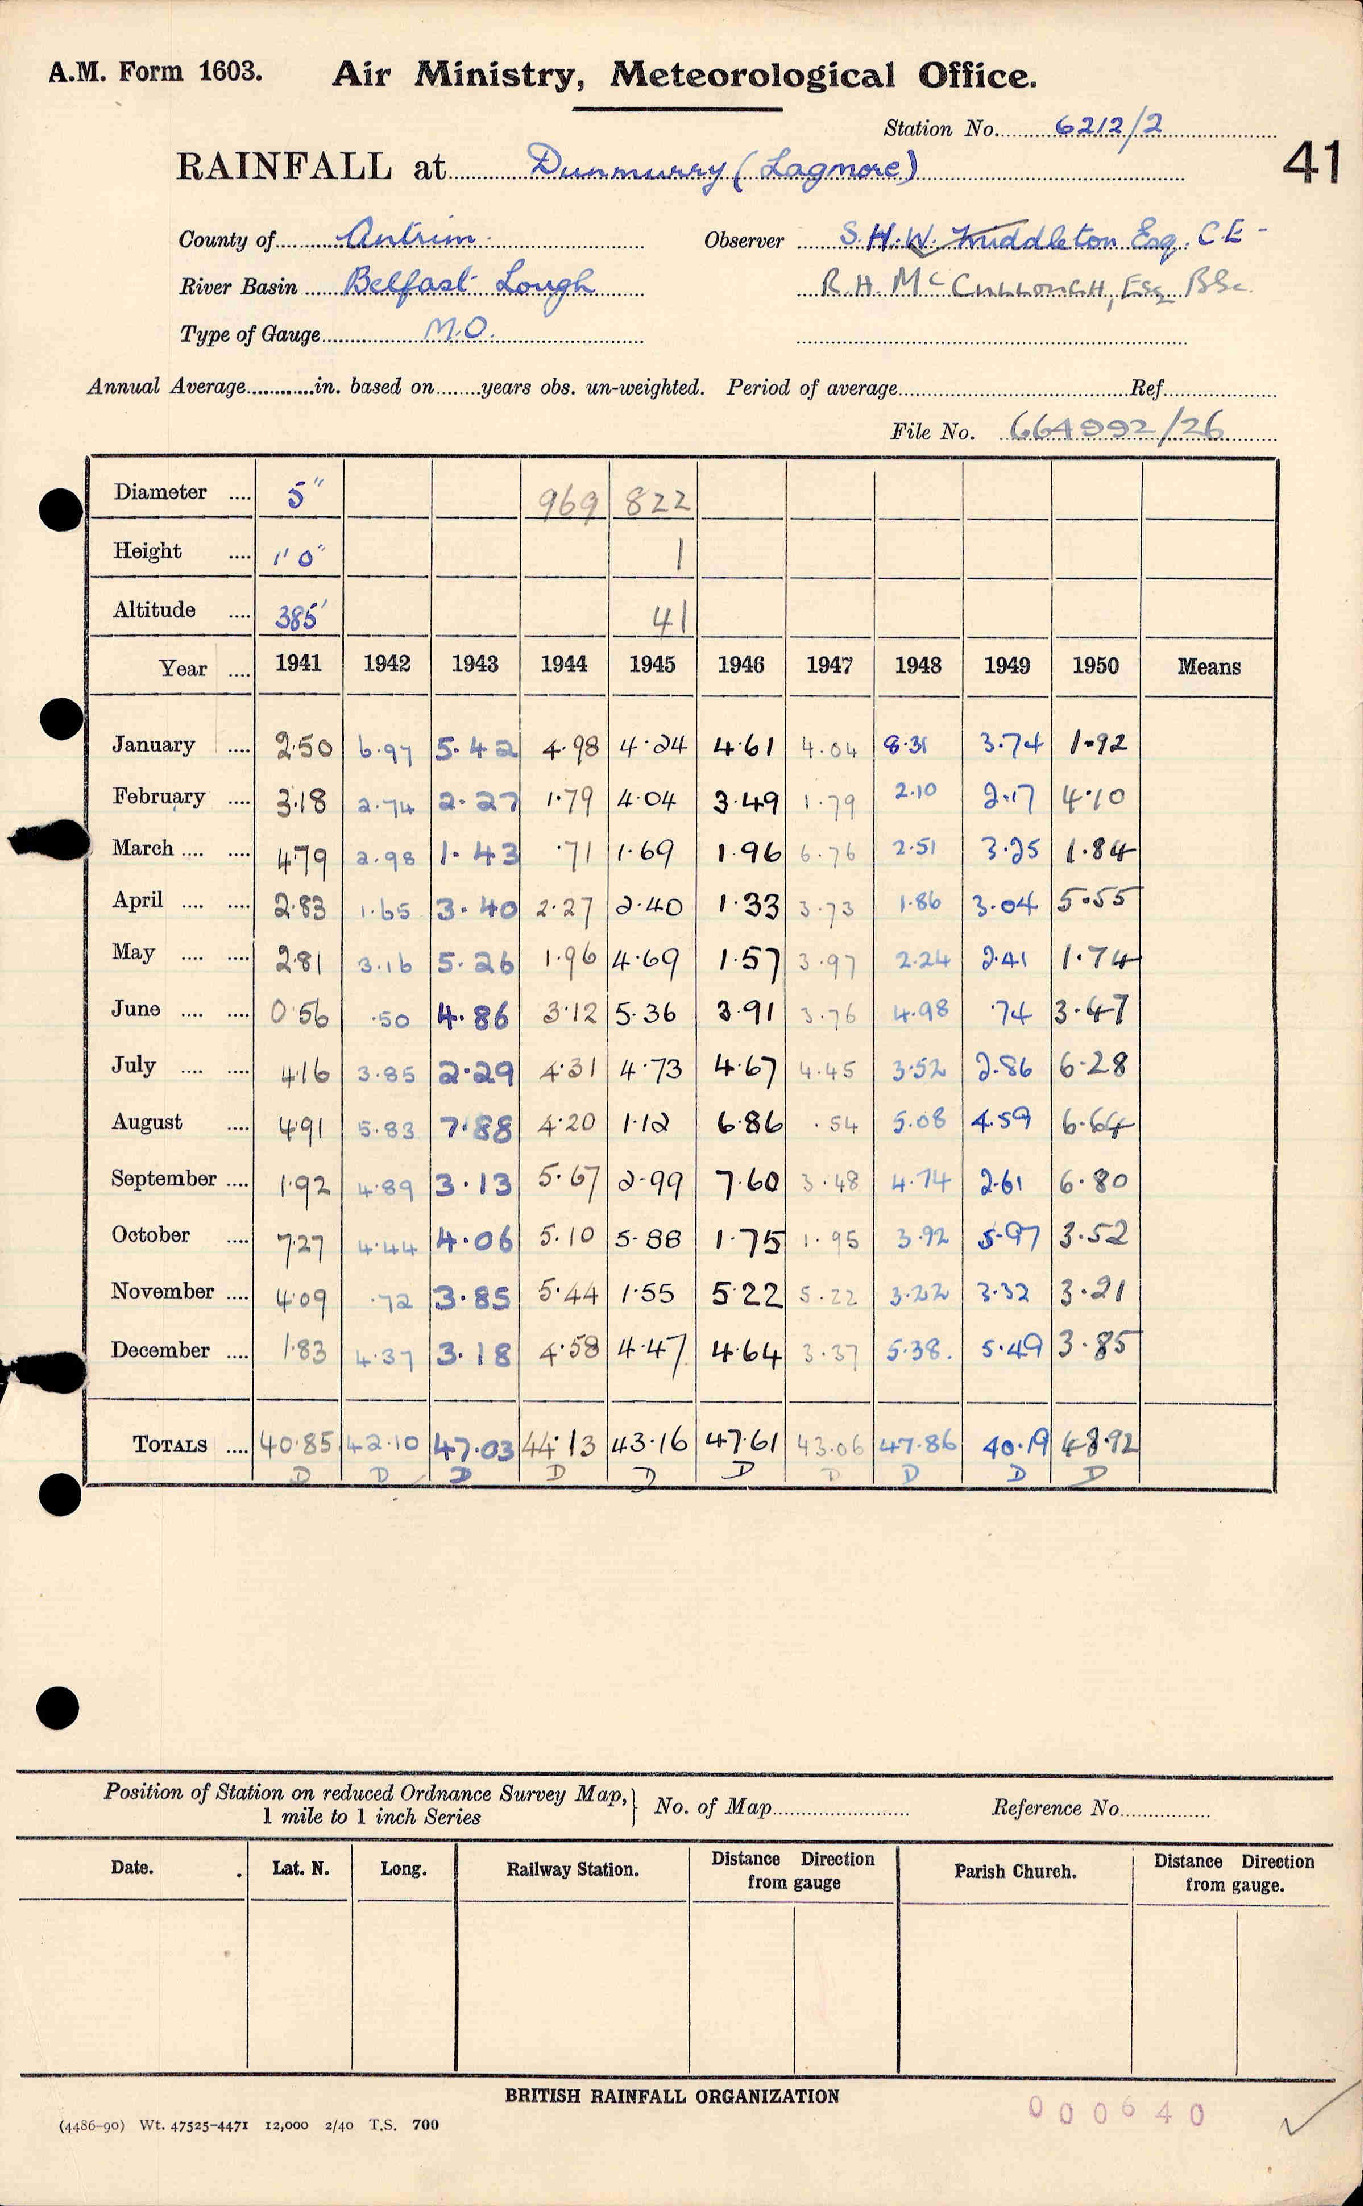 A.M. Form 1603. Air Ministry, Meteorological Office.
Station No. 6212/2
41
RAINFALL at Dunmurry (Lagmore)
County of Antrim. Observer S.H.W. Middleton Esq. C.E.
River Basin Belfast Lough R.H. McCULLOUGH, Esq BSc.
Type of Gauge M.O.
Annual Average in. based on years obs. un-weighted. Period of average Ref.
File No. 664992/26
Diameter .... 5" 969 822
Height .... 1' 0" 1
Altitude .... 385' 41
Year .... 1941 1942 1943 1944 1945 1946 1947 1948 1949 1950 Means
January .... 2.50 6.97 5.42 4.98 4.24 4.61 4.04 8.31 3.74 1.92
February .... 3.18 2.74 2.27 1.79 4.04 3.49 1.79 2.10 2.17 4.10
March .... .... 4.79 2.98 1.43 .71 1.69 1.96 6.76 2.51 3.25 1.84
April .... .... 2.83 1.65 3.40 2.27 2.40 1.33 3.73 1.86 3.04 5.55
May .... .... 2.81 3.16 5.26 1.96 4.69 1.57 3.97 2.24 2.41 1.74
June .... .... 0.56 .50 4.86 3.12 5.36 3.91 3.76 4.98 .74 3.47
July .... .... 4.16 3.85 2.29 4.31 4.73 4.67 4.45 3.52 2.86 6.28
August .... 4.91 5.83 7.88 4.20 1.12 6.86 .54 5.08 4.59 6.64
September .... 1.92 4.89 3.13 5.67 2.99 7.60 3.48 4.74 2.61 6.80
October .... 7.27 4.44 4.06 5.10 5.88 1.75 1.95 3.92 5.97 3.52
November .... 4.09 .72 3.85 5.44 1.55 5.22 5.22 3.22 3.32 3.21
December .... 1.83 4.37 3.18 4.58 4.47 4.64 3.37 5.38. 5.49 3.85
TOTALS .... 40.85 42.10 47.03 44.13 43.16 47.61 43.06 47.86 40.19 48.92
D D D D D D D D D D
Position of Station on reduced Ordnance Survey Map, } No. of Map Reference No.
1 mile to 1 inch Series
Date. Lat. N. Long. Railway Station. Distance Direction Parish Church. Distance Direction
from gauge from gauge.
BRITISH RAINFALL ORGANIZATION
000640
(4486-90) Wt. 47525-4471 12,000 2/40 T.S. 700